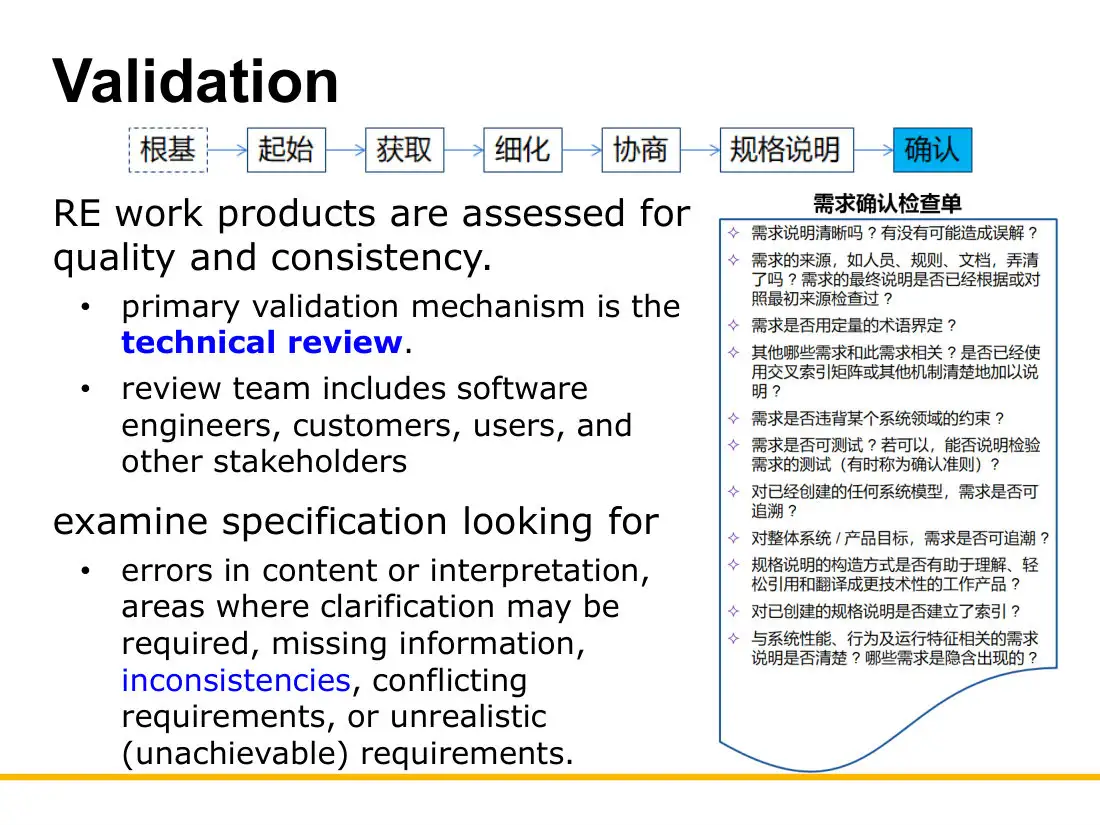 Validation
根基
起始
获取
细化
协商
规格说明
确认
RE work products are assessed for
quality and consistency.
• primary validation mechanism is the
technical review.
• review team includes software
engineers, customers, users, and
other stakeholders
examine specification looking for
• errors in content or interpretation,
areas where clarification may be
required, missing information,
inconsistencies, conflicting
requirements, or unrealistic
(unachievable) requirements.
需求确认检查单
✧ 需求说明清晰吗？有没有可能造成误解？
✧ 需求的来源，如人员、规则、文档，弄清
了吗？需求的最终说明是否已经根据或对
照最初来源检查过？
✧ 需求是否用定量的术语界定？
✧ 其他哪些需求和此需求相关？是否已经使
用交叉索引矩阵或其他机制清楚地加以说
明？
✧ 需求是否违背某个系统领域的约束？
✧ 需求是否可测试？若可以，能否说明检验
需求的测试（有时称为确认准则）？
✧ 对已经创建的任何系统模型，需求是否可
追溯？
✧ 对整体系统 / 产品目标，需求是否可追潮？
✧ 规格说明的构造方式是否有助于理解、轻
松引用和翻译成更技术性的工作产品？
✧ 对已创建的规格说明是否建立了索引？
✧ 与系统性能、行为及运行特征相关的需求
说明是否清楚？哪些需求是隐含出现的？